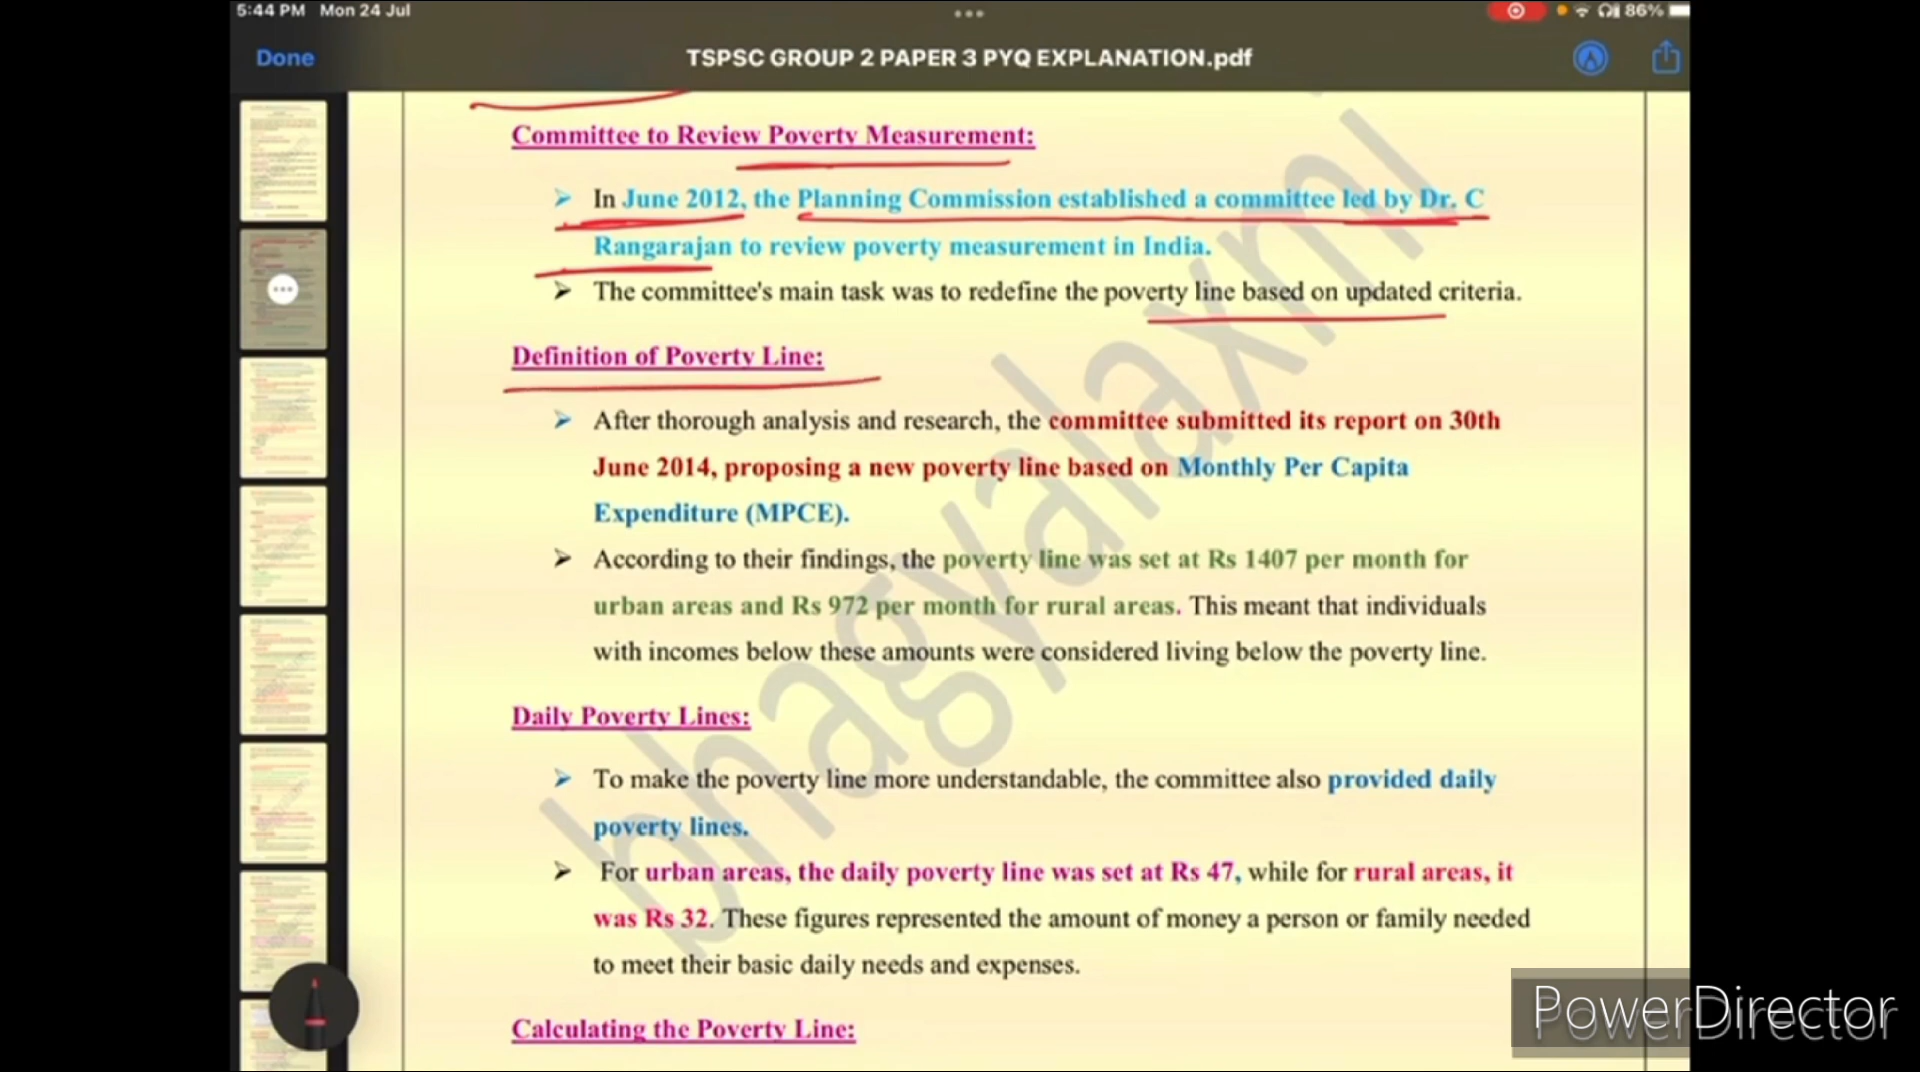 5:44 PM Mon 24 Jul
86%
Done
TSPSC GROUP 2 PAPER 3 PYQ EXPLANATION.pdf
Committee to Review Poverty Measurement:
➢ In June 2012, the Planning Commission established a committee led by Dr. C
Rangarajan to review poverty measurement in India.
➢ The committee's main task was to redefine the poverty line based on updated criteria.
Definition of Poverty Line:
➢ After thorough analysis and research, the committee submitted its report on 30th
June 2014, proposing a new poverty line based on Monthly Per Capita
Expenditure (MPCE).
➢ According to their findings, the poverty line was set at Rs 1407 per month for
urban areas and Rs 972 per month for rural areas. This meant that individuals
with incomes below these amounts were considered living below the poverty line.
Daily Poverty Lines:
➢ To make the poverty line more understandable, the committee also provided daily
poverty lines.
➢ For urban areas, the daily poverty line was set at Rs 47, while for rural areas, it
was Rs 32. These figures represented the amount of money a person or family needed
to meet their basic daily needs and expenses.
Calculating the Poverty Line:
bhagyalaxmi
PowerDirector